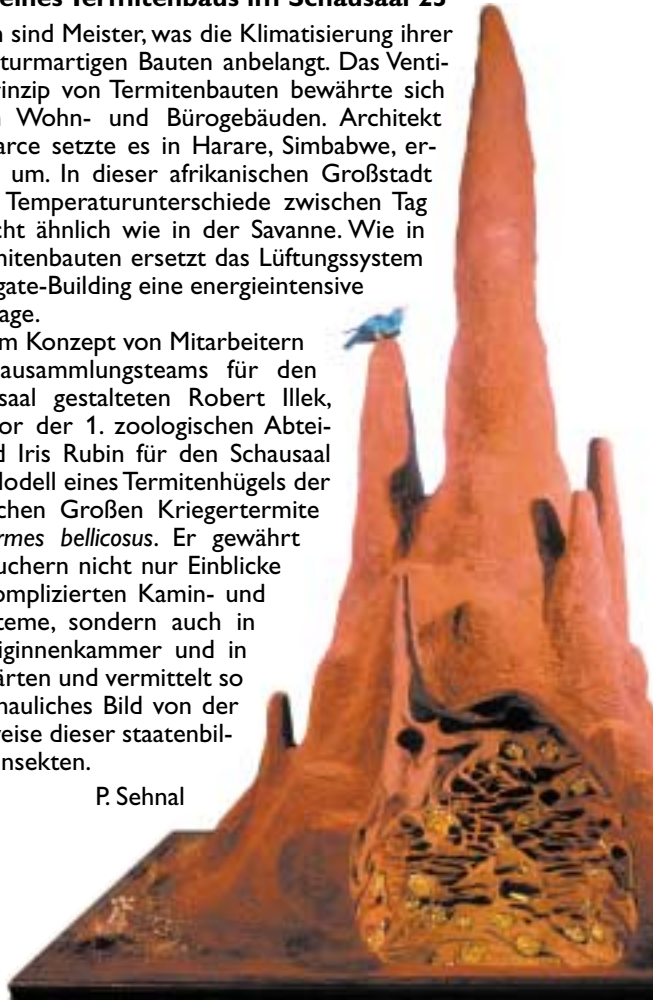 eines Termitenbaus im Schausaal 23
n sind Meister, was die Klimatisierung ihrer
turmartigen Bauten anbelangt. Das Venti-
rinzip von Termitenbauten bewährte sich
n Wohn- und Bürogebäuden. Architekt
arce setzte es in Harare, Simbabwe, er-
um. In dieser afrikanischen Großstadt
Temperaturunterschiede zwischen Tag
cht ähnlich wie in der Savanne. Wie in
mitenbauten ersetzt das Lüftungssystem
gate-Building eine energieintensive
age.
m Konzept von Mitarbeitern
ausammlungsteams für den
saal gestalteten Robert Illek,
or der 1. zoologischen Abtei-
d Iris Rubin für den Schausaal
Modell eines Termitenhügels der
chen Großen Kriegertermite
rmes bellicosus. Er gewährt
uchern nicht nur Einblicke
omplizierten Kamin- und
teme, sondern auch in
iginnenkammer und in
ärten und vermittelt so
hauliches Bild von der
veise dieser staatenbil-
nsekten.
P. Sehnal